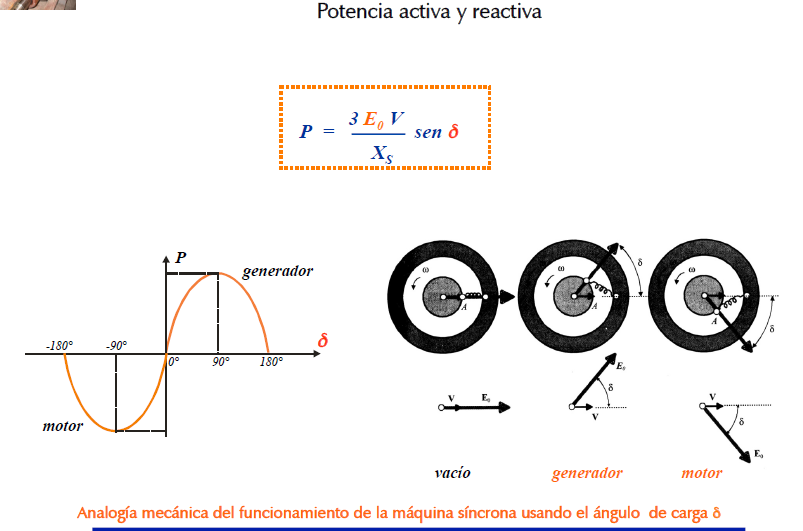 Potencia activa y reactiva
P = 3 E₀ V / X_S sen δ
P
generador
δ
-180° -90° 0° 90° 180°
motor
ω A
ω δ A
ω δ A
V E₀
E₀ δ V
V δ E₀
vacío generador motor
Analogía mecánica del funcionamiento de la máquina síncrona usando el ángulo de carga δ